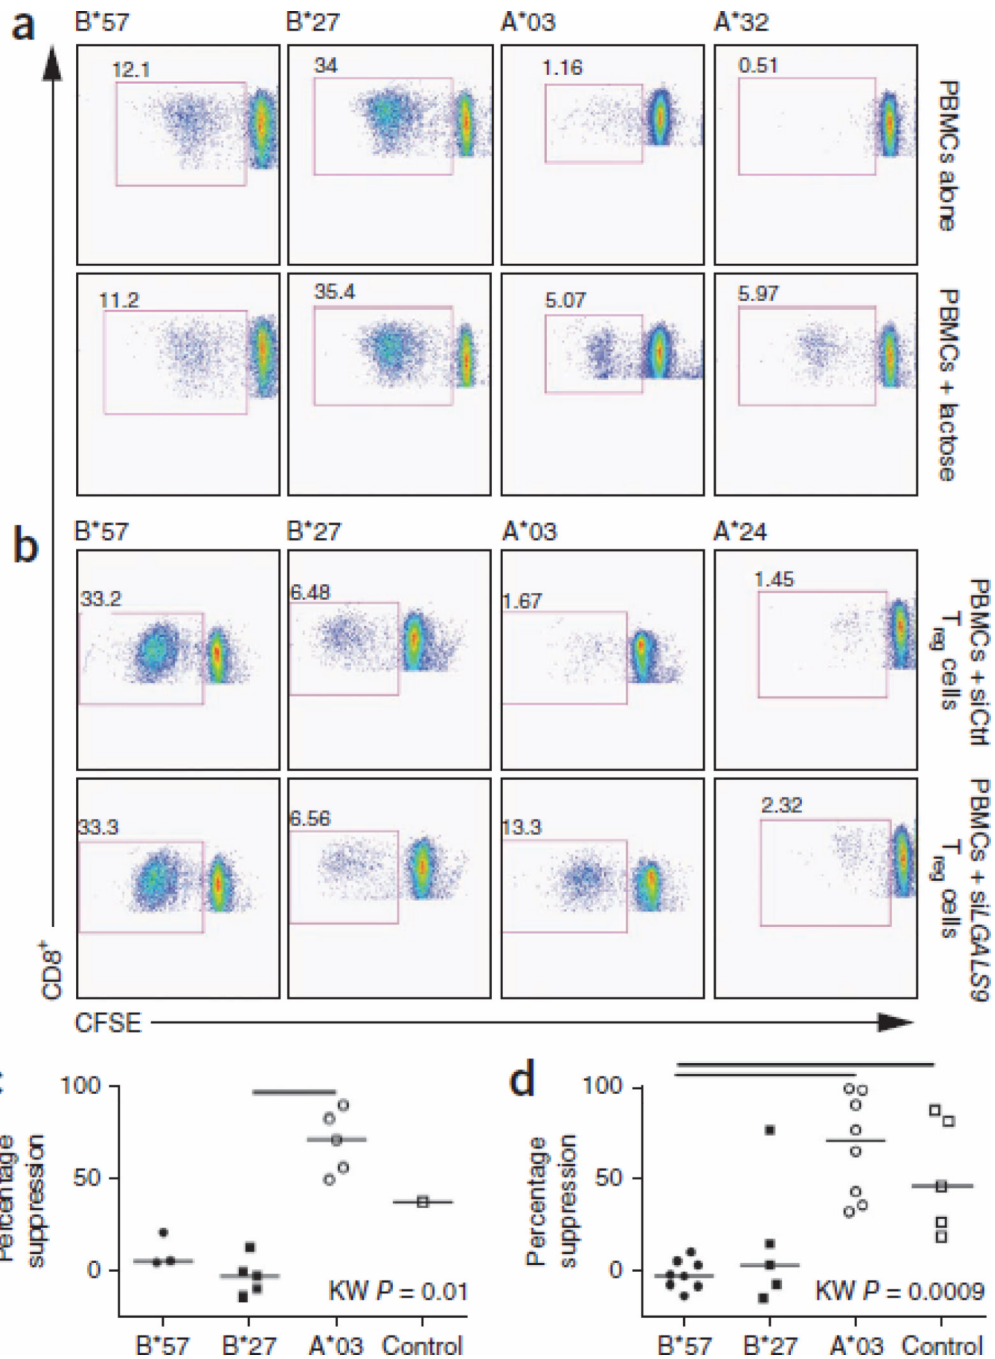 a
B*57 B*27 A*03 A*32
12.1 34 1.16 0.51
PBMCs alone
11.2 35.4 5.07 5.97
PBMCs + lactose
b
B*57 B*27 A*03 A*24
33.2 6.48 1.67 1.45
PBMCs + siCtrl
Treg cells
33.3 6.56 13.3 2.32
PBMCs + siLGALS9
Treg cells
CD8+
CFSE
100
50
0
Percentage
suppression
KW P = 0.01
B*57 B*27 A*03 Control
d
100
50
0
Percentage
suppression
KW P = 0.0009
B*57 B*27 A*03 Control